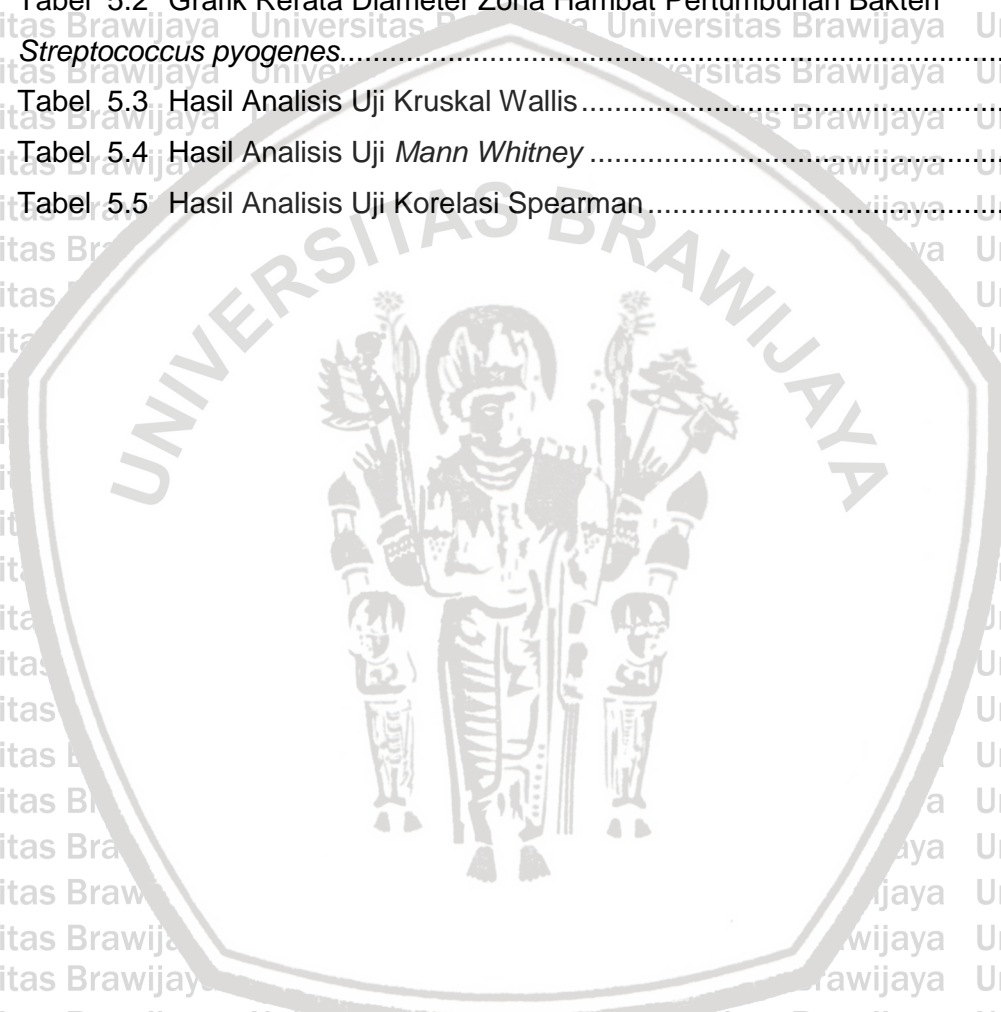 Tabel 5.2 Grafik Rerata Diameter Zona Hambat Pertumbuhan Bakteri
Streptococcus pyogenes.....................................................................
Tabel 5.3 Hasil Analisis Uji Kruskal Wallis..................................................
Tabel 5.4 Hasil Analisis Uji Mann Whitney ..................................................
Tabel 5.5 Hasil Analisis Uji Korelasi Spearman..............................................
UNIVERSITAS BRAWIJAYA